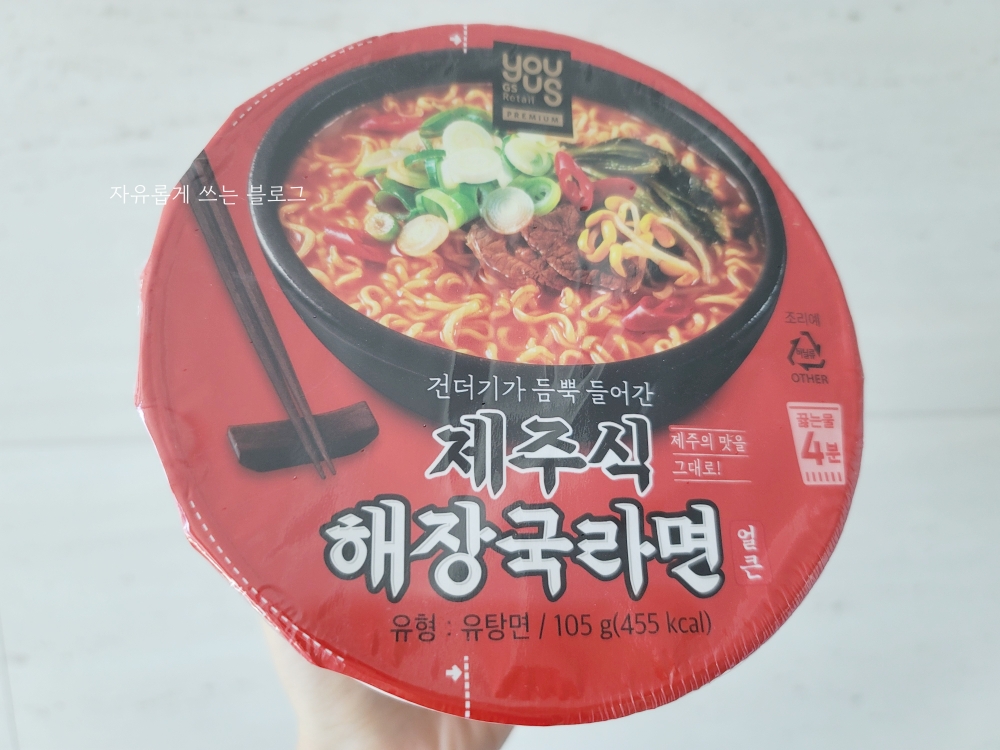 you
us
GS
Retail
PREMIUM
자유롭게 쓰는 블로그
조리예
OTHER
건더기가 듬뿍 들어간
제주식
제주의 맛을
그대로!
끓는물
4분
해장국라면
얼큰
유형 : 유탕면 / 105 g(455 kcal)